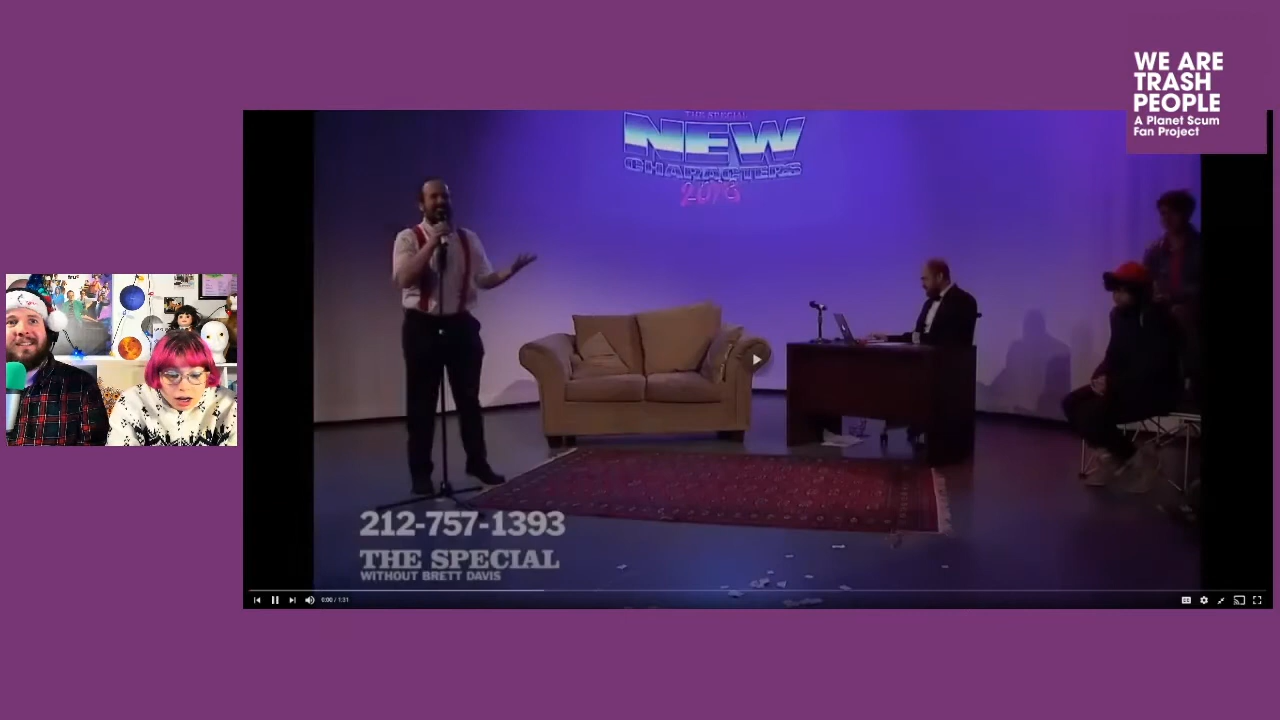 WE ARE
TRASH
PEOPLE
A Planet Scum
Fan Project
THE SPECIAL
NEW
CHARACTERS
2018
212-757-1393
THE SPECIAL
WITHOUT BRETT DAVIS
0:00 / 1:31